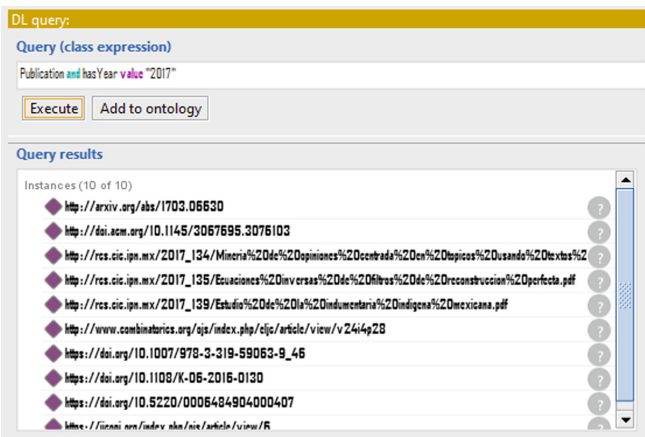 DL query:
Query (class expression)
Publication and hasYear value "2017"
Execute Add to ontology
Query results
Instances (10 of 10)
http://arxiv.org/abs/1703.06630
http://doi.acm.org/10.1145/3067695.3076103
http://rcs.cic.ipn.mx/2017_134/Mineria%20de%20opiniones%20centrada%20en%20topicos%20usando%20textos%2
http://rcs.cic.ipn.mx/2017_135/Ecuaciones%20inversas%20de%20filtros%20de%20reconstruccion%20perfecta.pdf
http://rcs.cic.ipn.mx/2017_139/Estudio%20de%20la%20indumentaria%20indigena%20mexicana.pdf
http://www.combinatorics.org/ojs/index.php/eljc/article/view/v24i4p28
https://doi.org/10.1007/978-3-319-59063-9_46
https://doi.org/10.1108/K-06-2016-0130
https://doi.org/10.5220/0006484904000407